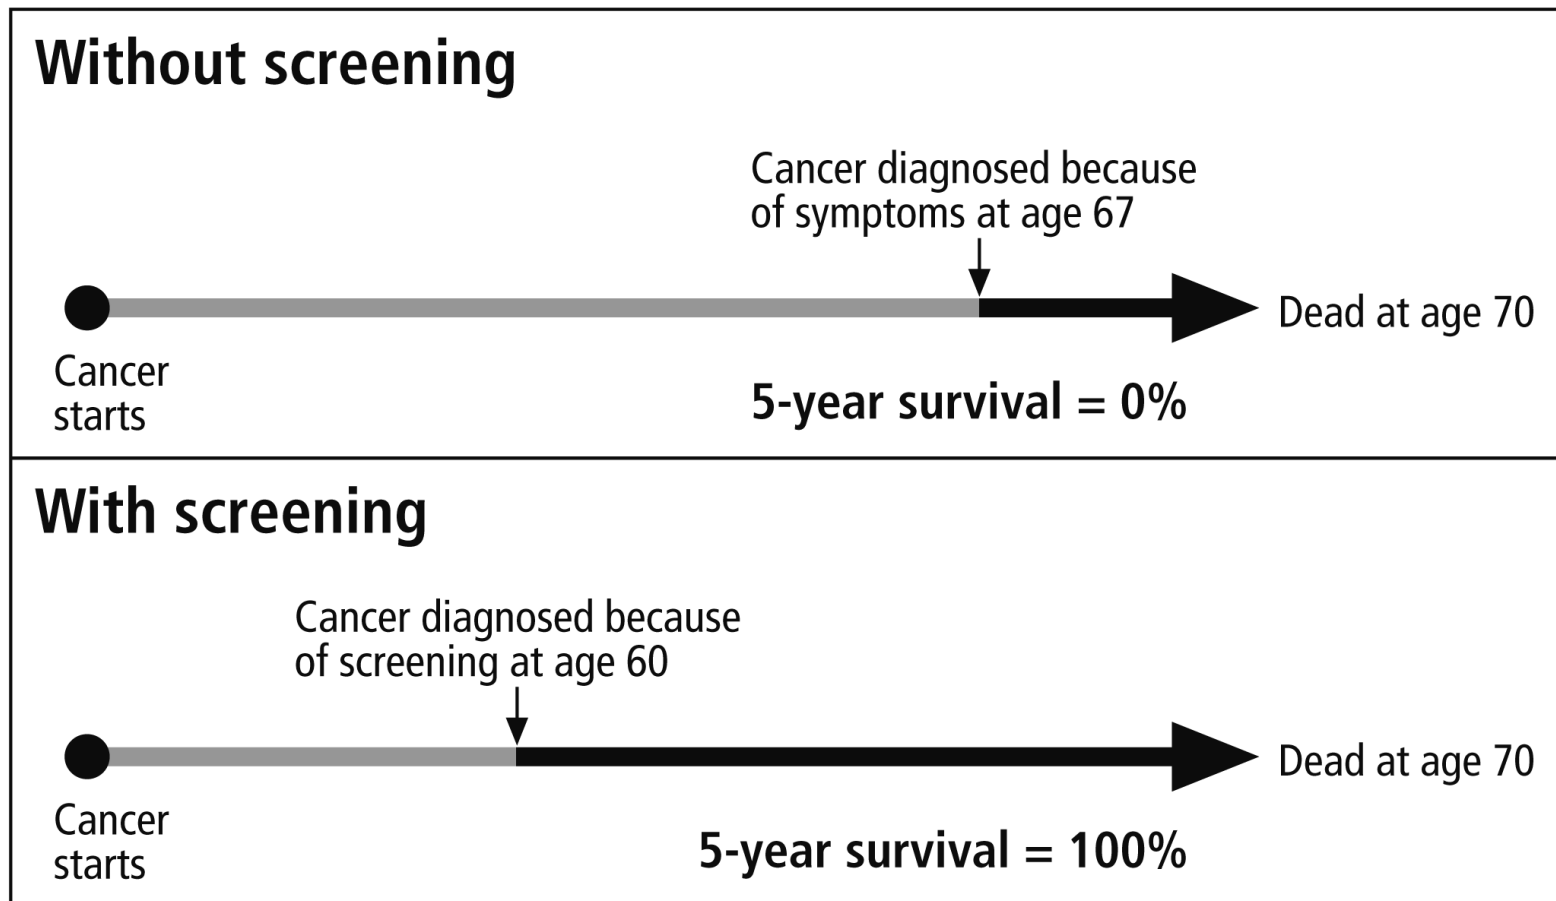 Without screening
Cancer diagnosed because
of symptoms at age 67
Dead at age 70
Cancer
starts
5-year survival = 0%
With screening
Cancer diagnosed because
of screening at age 60
Dead at age 70
Cancer
starts
5-year survival = 100%